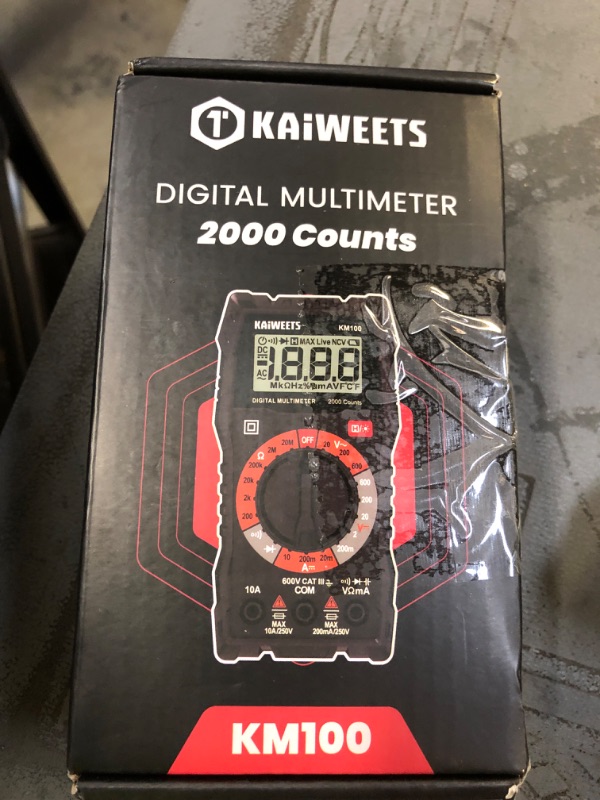 KAiWEETS
DIGITAL MULTIMETER
2000 Counts
KAiWEETS KM100
MAX Live NCV
DC
1.8.8.8
AC
MkΩHz%
mAV°F°C F
DIGITAL MULTIMETER 2000 Counts
OFF
H/☀
20M 20 V~
2M 200
Ω 600
300k 600
20k 200
2k 20
200 2 V
200m
10 200m 20m
A
600V CAT III
10A COM VΩmA
MAX MAX
10A/250V 200mA/250V
KM100